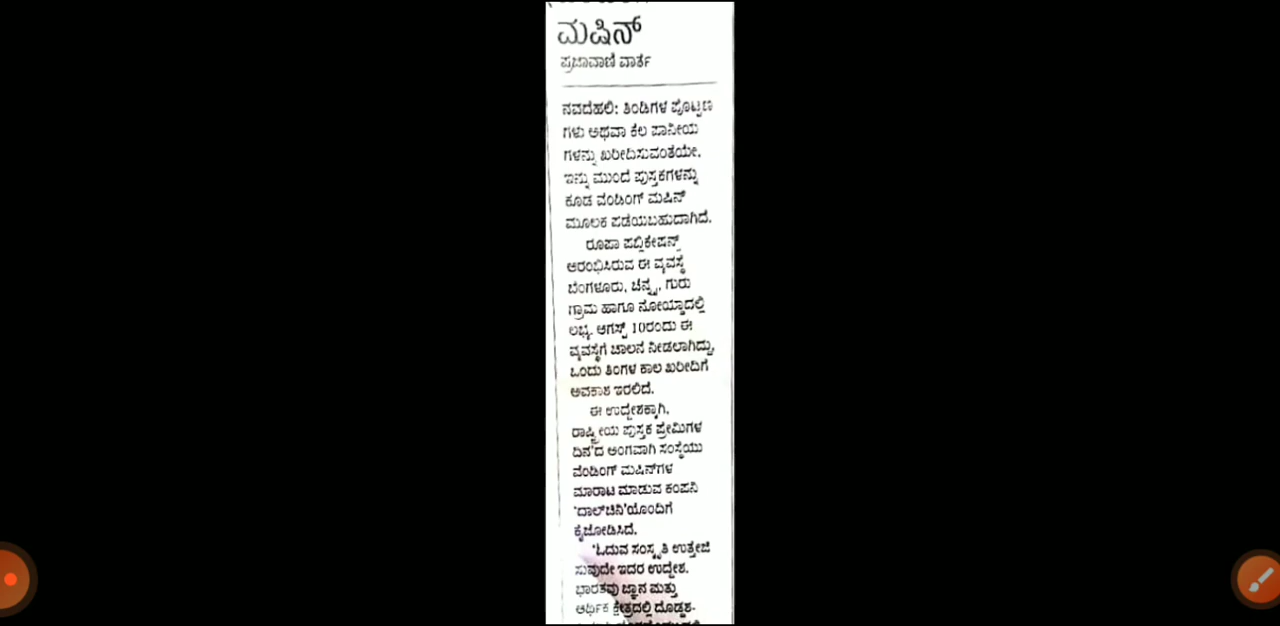 ಮಷಿನ್
ಪ್ರಜಾವಾಣಿ ವಾರ್ತೆ
ನವದೆಹಲಿ: ತಿಂಡಿಗಳ ಪೊಟ್ಟಣ
ಗಳು ಅಥವಾ ಕೆಲ ಪಾನೀಯ
ಗಳನ್ನು ಖರೀದಿಸುವಂತೆಯೇ,
ಇನ್ನು ಮುಂದೆ ಪುಸ್ತಕಗಳನ್ನು
ಕೂಡ ವೆಂಡಿಂಗ್ ಮಷಿನ್
ಮೂಲಕ ಪಡೆಯಬಹುದಾಗಿದೆ.
ರೂಪಾ ಪಬ್ಲಿಕೇಷನ್ಸ್
ಆರಂಭಿಸಿರುವ ಈ ವ್ಯವಸ್ಥೆ
ಬೆಂಗಳೂರು, ಚೆನ್ನೈ, ಗುರು
ಗ್ರಾಮ ಹಾಗೂ ನೋಯ್ಡಾದಲ್ಲಿ
ಲಭ್ಯ. ಆಗಸ್ಟ್ 10ರಂದು ಈ
ವ್ಯವಸ್ಥೆಗೆ ಚಾಲನೆ ನೀಡಲಾಗಿದ್ದು,
ಒಂದು ತಿಂಗಳ ಕಾಲ ಖರೀದಿಗೆ
ಅವಕಾಶ ಇರಲಿದೆ.
ಈ ಉದ್ದೇಶಕ್ಕಾಗಿ,
ರಾಷ್ಟ್ರೀಯ ಪುಸ್ತಕ ಪ್ರೇಮಿಗಳ
ದಿನ'ದ ಅಂಗವಾಗಿ ಸಂಸ್ಥೆಯು
ವೆಂಡಿಂಗ್ ಮಷಿನ್‌ಗಳ
ಮಾರಾಟ ಮಾಡುವ ಕಂಪನಿ
'ದಾಲ್‌ಚಿನಿ'ಯೊಂದಿಗೆ
ಕೈಜೋಡಿಸಿದೆ.
'ಓದುವ ಸಂಸ್ಕೃತಿ ಉತ್ತೇಜಿ
ಸುವುದೇ ಇದರ ಉದ್ದೇಶ.
ಭಾರತವು ಜ್ಞಾನ ಮತ್ತು
ಆರ್ಥಿಕ ಕ್ಷೇತ್ರದಲ್ಲಿ ದೊಡ್ಡಶ-